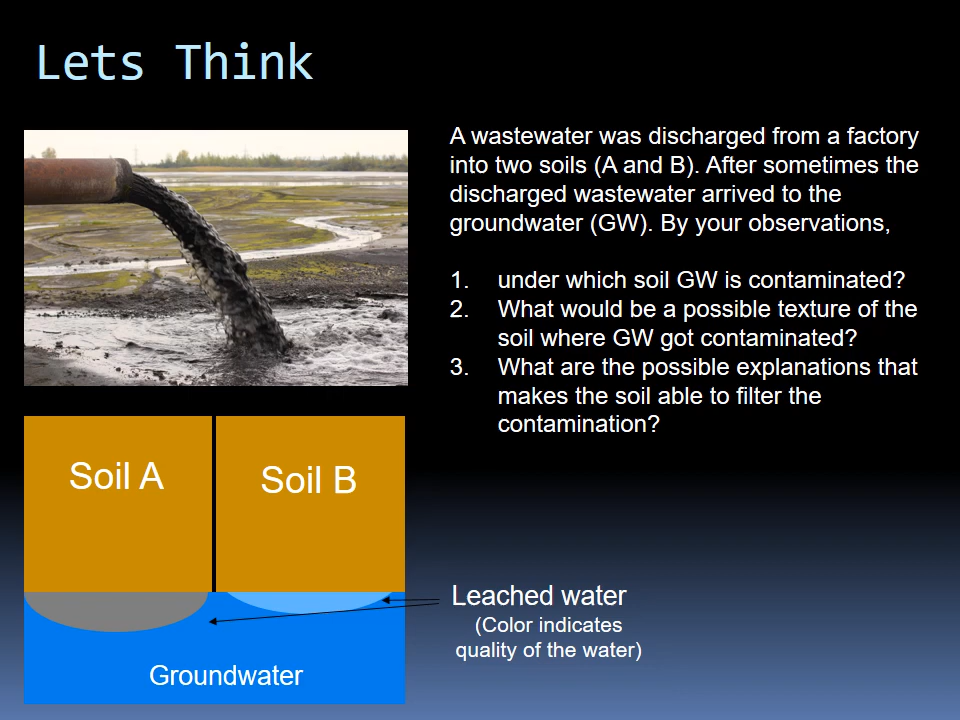 Lets Think
A wastewater was discharged from a factory
into two soils (A and B). After sometimes the
discharged wastewater arrived to the
groundwater (GW). By your observations,
1. under which soil GW is contaminated?
2. What would be a possible texture of the
soil where GW got contaminated?
3. What are the possible explanations that
makes the soil able to filter the
contamination?
Soil A
Soil B
Leached water
(Color indicates
quality of the water)
Groundwater